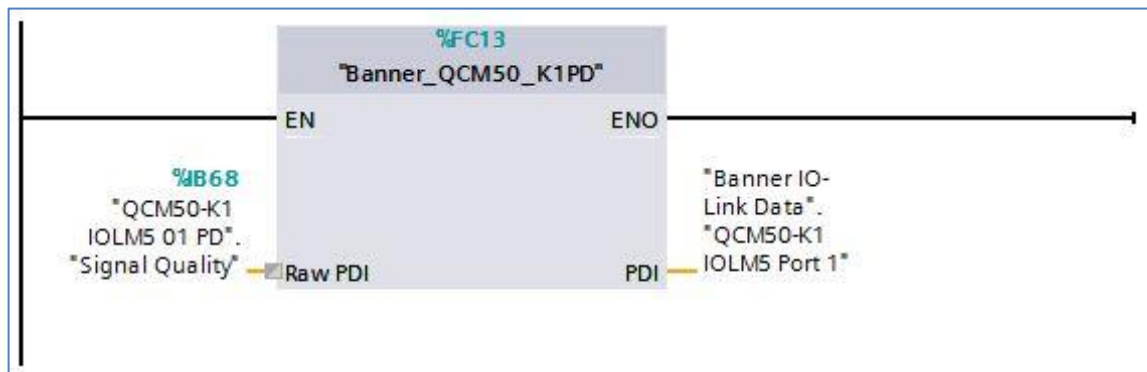 %FC13
"Banner_QCM50_K1PD"
EN
ENO
%IB68
"QCM50-K1
IOLM5 01 PD".
"Signal Quality"
Raw PDI
PDI
"Banner IO-
Link Data".
"QCM50-K1
IOLM5 Port 1"